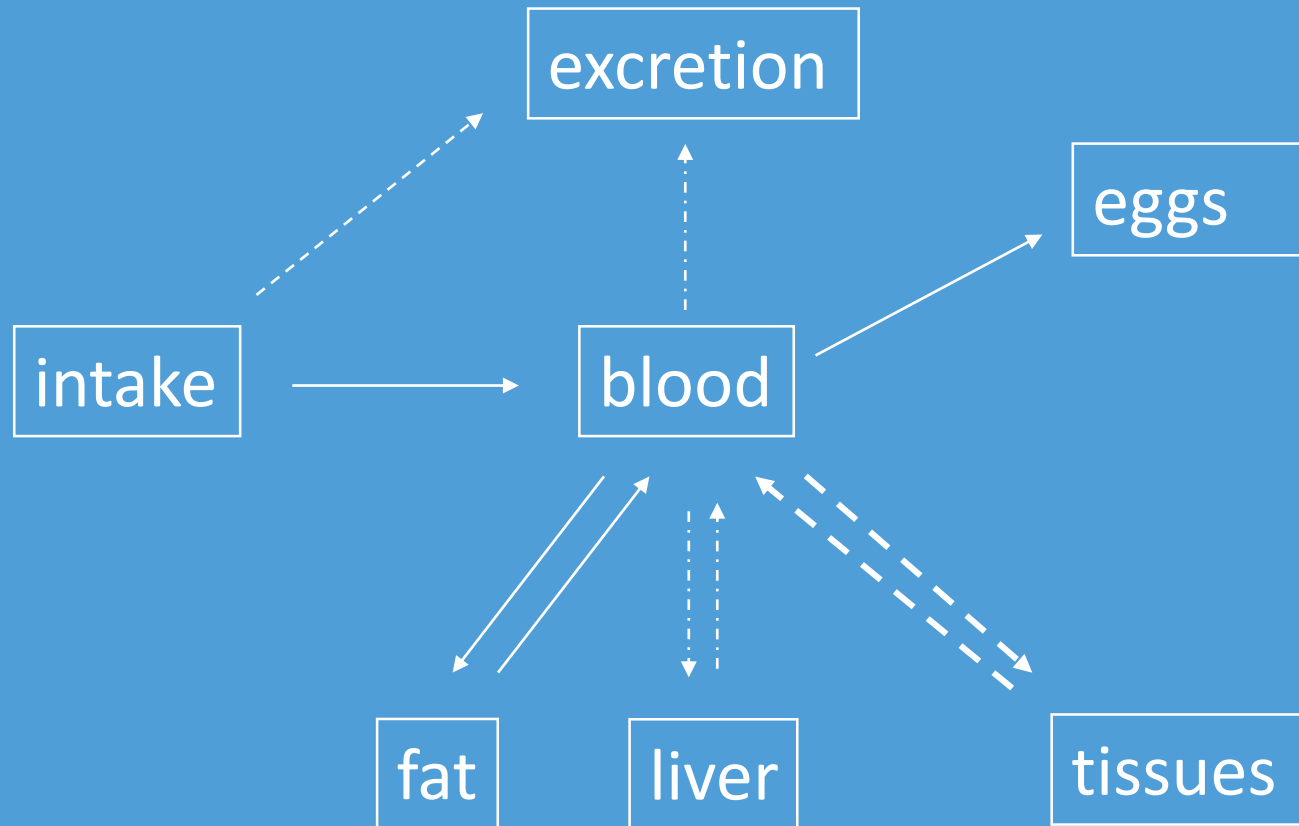 excretion
eggs
intake
blood
fat
liver
tissues